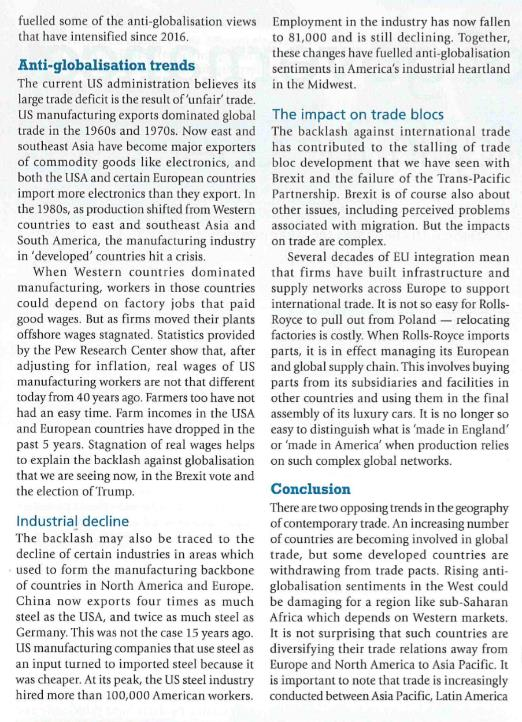 fuelled some of the anti-globalisation views
that have intensified since 2016.
Anti-globalisation trends
The current US administration believes its
large trade deficit is the result of ‘unfair’ trade.
US manufacturing exports dominated global
trade in the 1960s and 1970s. Now east and
southeast Asia have become major exporters
of commodity goods like electronics, and
both the USA and certain European countries
import more electronics than they export. In
the 1980s, as production shifted from Western
countries to east and southeast Asia and
South America, the manufacturing industry
in ‘developed’ countries hit a crisis.
When Western countries dominated
manufacturing, workers in those countries
could depend on factory jobs that paid
good wages. But as firms moved their plants
offshore wages stagnated. Statistics provided
by the Pew Research Center show that, after
adjusting for inflation, real wages of US
manufacturing workers are not that different
today from 40 years ago. Farmers too have not
had an easy time. Farm incomes in the USA
and European countries have dropped in the
past 5 years. Stagnation of real wages helps
to explain the backlash against globalisation
that we are seeing now, in the Brexit vote and
the election of Trump.
Industrial decline
The backlash may also be traced to the
decline of certain industries in areas which
used to form the manufacturing backbone
of countries in North America and Europe.
China now exports four times as much
steel as the USA, and twice as much steel as
Germany. This was not the case 15 years ago.
US manufacturing companies that use steel as
an input turned to imported steel because it
was cheaper. At its peak, the US steel industry
hired more than 100,000 American workers.
Employment in the industry has now fallen
to 81,000 and is still declining. Together,
these changes have fuelled anti-globalisation
sentiments in America’s industrial heartland
in the Midwest.
The impact on trade blocs
The backlash against international trade
has contributed to the stalling of trade
bloc development that we have seen with
Brexit and the failure of the Trans-Pacific
Partnership. Brexit is of course also about
other issues, including perceived problems
associated with migration. But the impacts
on trade are complex.
Several decades of EU integration mean
that firms have built infrastructure and
supply networks across Europe to support
international trade. It is not so easy for Rolls-
Royce to pull out from Poland — relocating
factories is costly. When Rolls-Royce imports
parts, it is in effect managing its European
and global supply chain. This involves buying
parts from its subsidiaries and facilities in
other countries and using them in the final
assembly of its luxury cars. It is no longer so
easy to distinguish what is ‘made in England’
or ‘made in America’ when production relies
on such complex global networks.
Conclusion
There are two opposing trends in the geography
of contemporary trade. An increasing number
of countries are becoming involved in global
trade, but some developed countries are
withdrawing from trade pacts. Rising anti-
globalisation sentiments in the West could
be damaging for a region like sub-Saharan
Africa which depends on Western markets.
It is not surprising that such countries are
diversifying their trade relations away from
Europe and North America to Asia Pacific. It
is important to note that trade is increasingly
conducted between Asia Pacific, Latin America